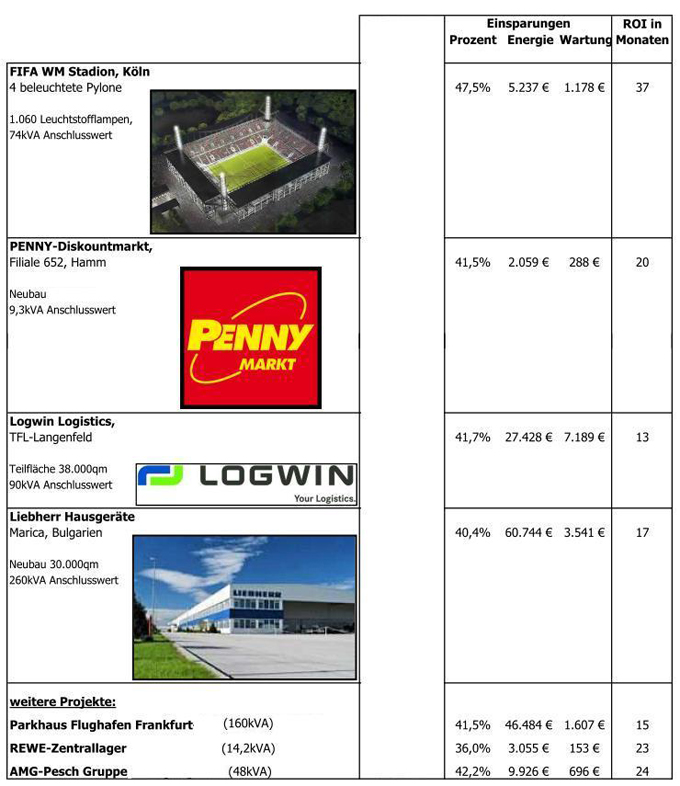 Einsparungen ROI in
Prozent Energie Wartung Monaten
FIFA WM Stadion, Köln
4 beleuchtete Pylone 47,5% 5.237 € 1.178 € 37
1.060 Leuchtstofflampen,
74kVA Anschlusswert
PENNY-Diskountmarkt,
Filiale 652, Hamm 41,5% 2.059 € 288 € 20
Neubau
9,3kVA Anschlusswert
PENNY
MARKT
Logwin Logistics,
TFL-Langenfeld 41,7% 27.428 € 7.189 € 13
Teilfläche 38.000qm
90kVA Anschlusswert
LOGWIN
Your Logistics.
Liebherr Hausgeräte
Marica, Bulgarien 40,4% 60.744 € 3.541 € 17
Neubau 30.000qm
260kVA Anschlusswert
LIEBHERR
weitere Projekte:
Parkhaus Flughafen Frankfurt (160kVA) 41,5% 46.484 € 1.607 € 15
REWE-Zentrallager (14,2kVA) 36,0% 3.055 € 153 € 23
AMG-Pesch Gruppe (48kVA) 42,2% 9.926 € 696 € 24